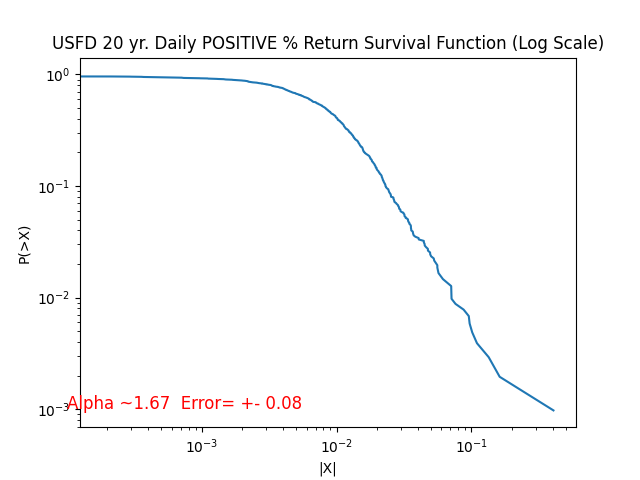 USFD 20 yr. Daily POSITIVE % Return Survival Function (Log Scale)
10⁰
10⁻¹
10⁻²
10⁻³
P(>X)
Alpha ~1.67  Error= +- 0.08
10⁻³ 10⁻² 10⁻¹
|X|